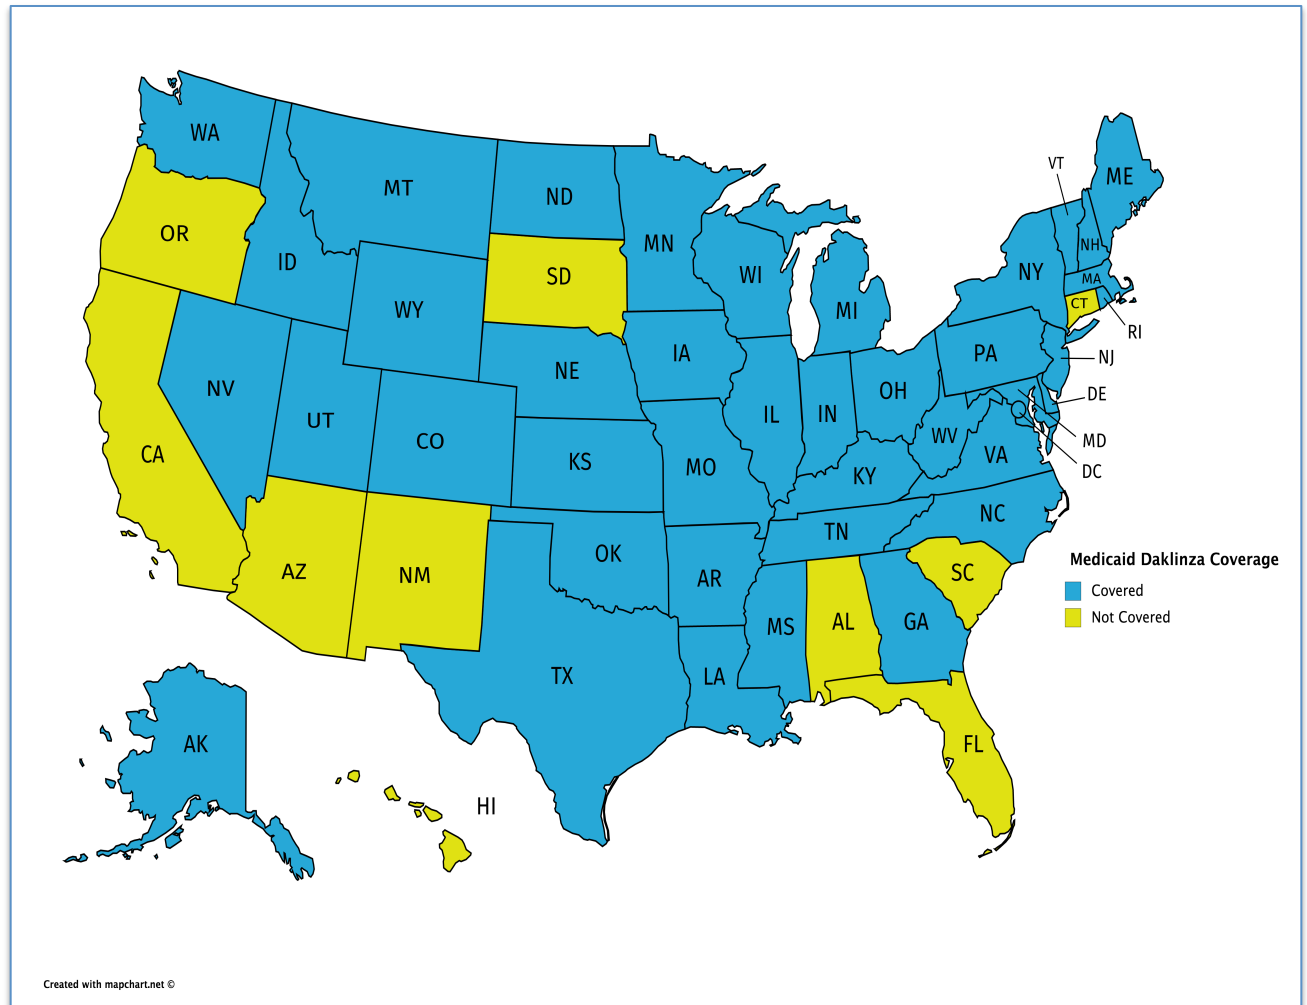 WA
VT
ME
MT
ND
OR
MN
NH
ID
SD
WI
NY
MA
WY
MI
CT
RI
IA
PA
NJ
NE
NV
OH
DE
UT
IL
IN
CO
WV
MD
CA
KS
MO
VA
DC
KY
NC
TN
OK
Medicaid Daklinza Coverage
AZ
NM
AR
SC
Covered
Not Covered
MS
AL
GA
TX
LA
AK
FL
HI
Created with mapchart.net ©